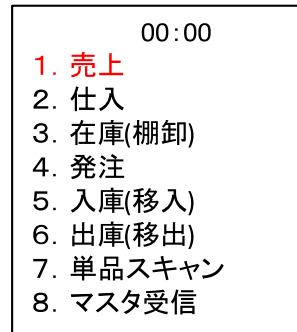 00:00
1. 売上
2. 仕入
3. 在庫(棚卸)
4. 発注
5. 入庫(移入)
6. 出庫(移出)
7. 単品スキャン
8. マスタ受信